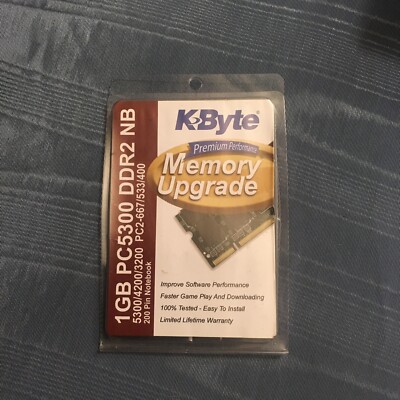 K-Byte
Premium Performance
Memory
Upgrade
Improve Software Performance
Faster Game Play And Downloading
100% Tested - Easy To Install
Limited Lifetime Warranty
1GB PC5300 DDR2 NB
5300/4200/3200 PC2-667/533/400
200 Pin Notebook